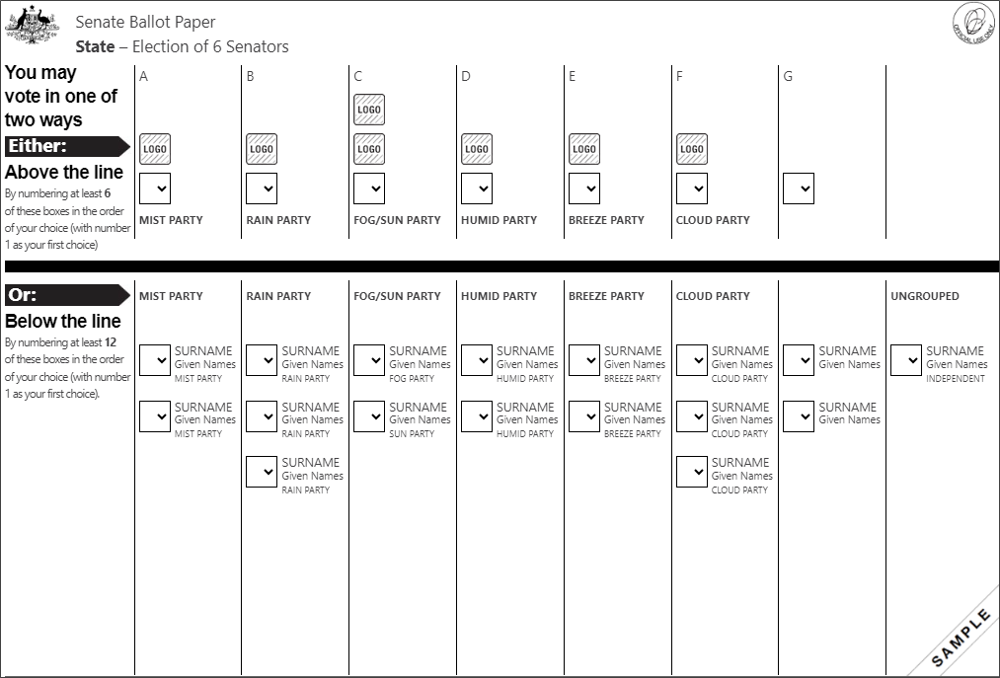 Senate Ballot Paper
State – Election of 6 Senators
OFFICIAL USE ONLY
You may
vote in one of
two ways
Either:
Above the line
By numbering at least 6
of these boxes in the order
of your choice (with number
1 as your first choice)
A
LOGO
MIST PARTY
B
LOGO
RAIN PARTY
C
LOGO
LOGO
FOG/SUN PARTY
D
LOGO
HUMID PARTY
E
LOGO
BREEZE PARTY
F
LOGO
CLOUD PARTY
G
Or:
Below the line
By numbering at least 12
of these boxes in the order
of your choice (with number
1 as your first choice).
MIST PARTY
SURNAME
Given Names
MIST PARTY
SURNAME
Given Names
MIST PARTY
RAIN PARTY
SURNAME
Given Names
RAIN PARTY
SURNAME
Given Names
RAIN PARTY
SURNAME
Given Names
RAIN PARTY
FOG/SUN PARTY
SURNAME
Given Names
FOG PARTY
SURNAME
Given Names
SUN PARTY
HUMID PARTY
SURNAME
Given Names
HUMID PARTY
SURNAME
Given Names
HUMID PARTY
BREEZE PARTY
SURNAME
Given Names
BREEZE PARTY
SURNAME
Given Names
BREEZE PARTY
CLOUD PARTY
SURNAME
Given Names
CLOUD PARTY
SURNAME
Given Names
CLOUD PARTY
SURNAME
Given Names
CLOUD PARTY
SURNAME
Given Names
SURNAME
Given Names
UNGROUPED
SURNAME
Given Names
INDEPENDENT
SAMPLE